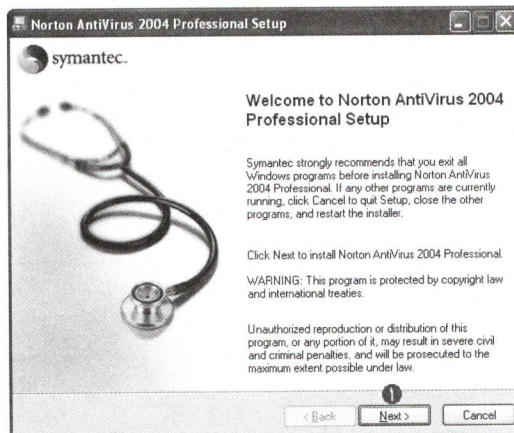 Norton AntiVirus 2004 Professional Setup
symantec.
Welcome to Norton AntiVirus 2004
Professional Setup
Symantec strongly recommends that you exit all
Windows programs before installing Norton AntiVirus
2004 Professional. If any other programs are currently
running, click Cancel to quit Setup, close the other
programs, and restart the installer.
Click Next to install Norton AntiVirus 2004 Professional.
WARNING: This program is protected by copyright law
and international treaties.
Unauthorized reproduction or distribution of this
program, or any portion of it, may result in severe civil
and criminal penalties, and will be prosecuted to the
maximum extent possible under law.
1
< Back Next > Cancel